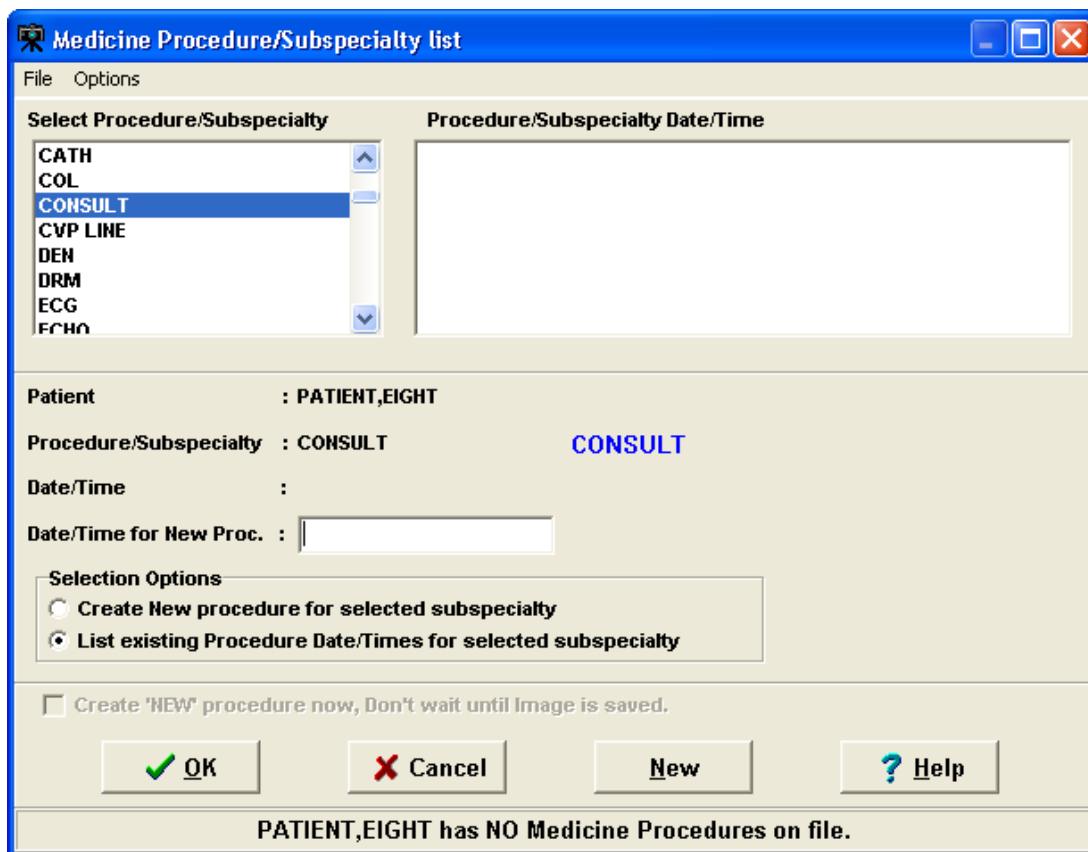 Medicine Procedure/Subspecialty list
File Options
Select Procedure/Subspecialty Procedure/Subspecialty Date/Time
CATH
COL
CONSULT
CVP LINE
DEN
DRM
ECG
ECHO
Patient : PATIENT,EIGHT
Procedure/Subspecialty : CONSULT CONSULT
Date/Time :
Date/Time for New Proc. :
Selection Options
Create New procedure for selected subspecialty
List existing Procedure Date/Times for selected subspecialty
Create 'NEW' procedure now, Don't wait until Image is saved.
OK Cancel New ? Help
PATIENT,EIGHT has NO Medicine Procedures on file.